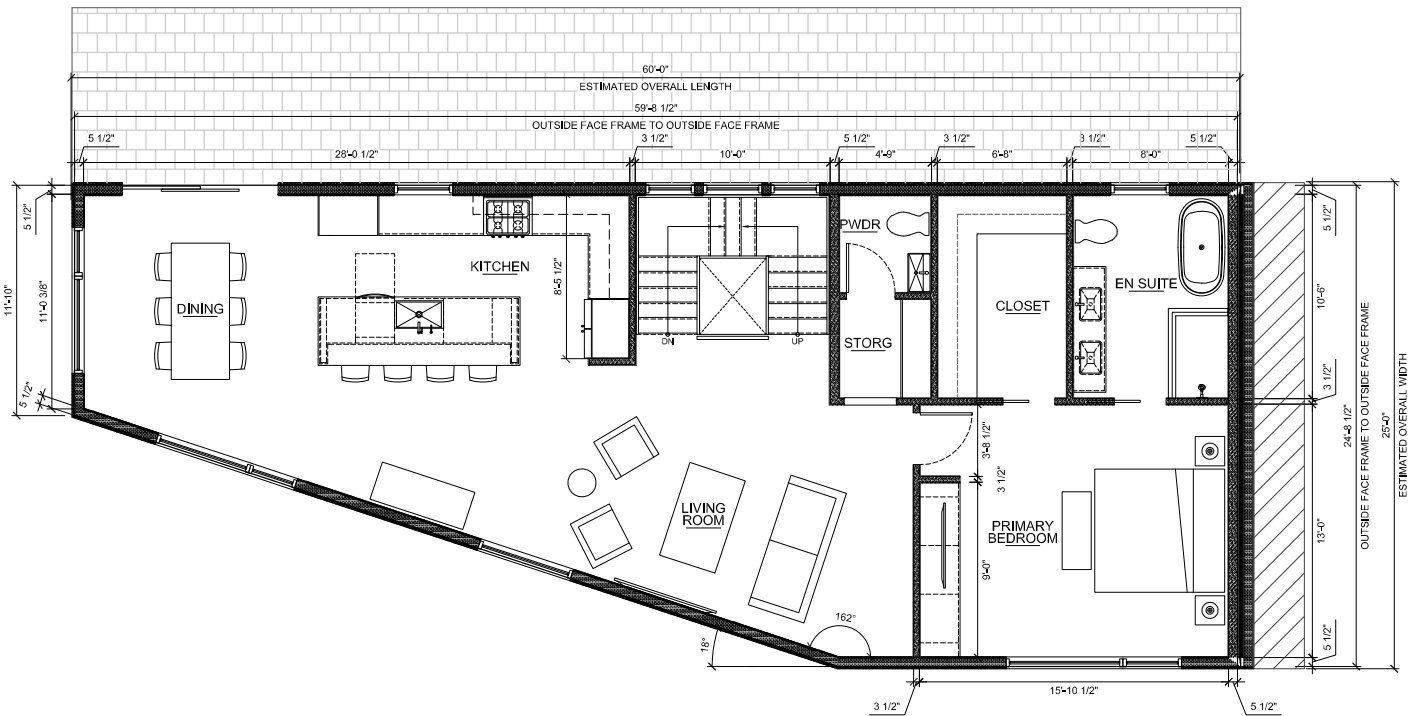 60'-0"
ESTIMATED OVERALL LENGTH
59'-8 1/2"
OUTSIDE FACE FRAME TO OUTSIDE FACE FRAME
5 1/2"
3 1/2"
5 1/2"
3 1/2"
3 1/2"
5 1/2"
28'-0 1/2"
10'-0"
4'-9"
6'-8"
8'-0"
5 1/2"
11'-10"
11'-0 3/8"
5 1/2"
DINING
KITCHEN
8'-5 1/2"
DN
UP
PWDR
STORG
CLOSET
EN SUITE
5 1/2"
10'-6"
3 1/2"
24'-8 1/2"
OUTSIDE FACE FRAME TO OUTSIDE FACE FRAME
25'-0"
ESTIMATED OVERALL WIDTH
13'-0"
5 1/2"
3'-8 1/2"
3 1/2"
9'-0"
LIVING
ROOM
PRIMARY
BEDROOM
162°
18°
15'-10 1/2"
3 1/2"
5 1/2"